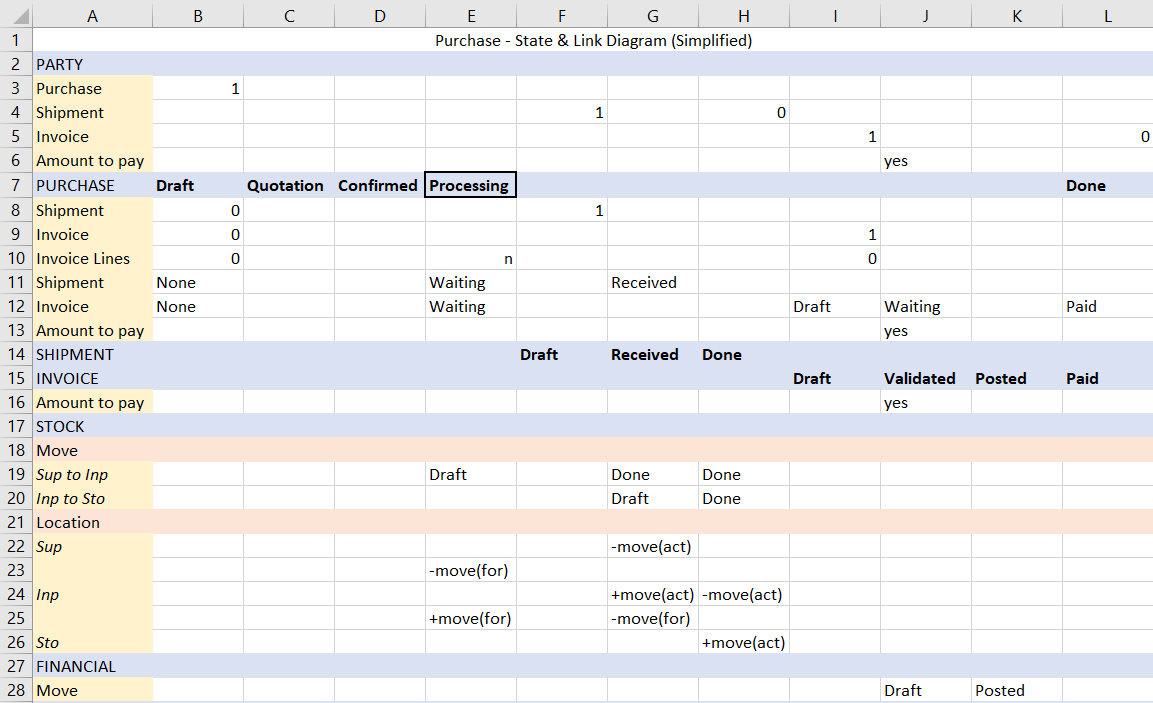 A B C D E F G H I J K L
1 Purchase - State & Link Diagram (Simplified)
2 PARTY
3 Purchase 1
4 Shipment 1 0
5 Invoice 1 0
6 Amount to pay yes
7 PURCHASE Draft Quotation Confirmed Processing Done
8 Shipment 0 1
9 Invoice 0 1
10 Invoice Lines 0 n 0
11 Shipment None Waiting Received
12 Invoice None Waiting Draft Waiting Paid
13 Amount to pay yes
14 SHIPMENT Draft Received Done
15 INVOICE Draft Validated Posted Paid
16 Amount to pay yes
17 STOCK
18 Move
19 Sup to Inp Draft Done Done
20 Inp to Sto Draft Done
21 Location
22 Sup -move(act)
23 -move(for)
24 Inp +move(act) -move(act)
25 +move(for) -move(for)
26 Sto +move(act)
27 FINANCIAL
28 Move Draft Posted